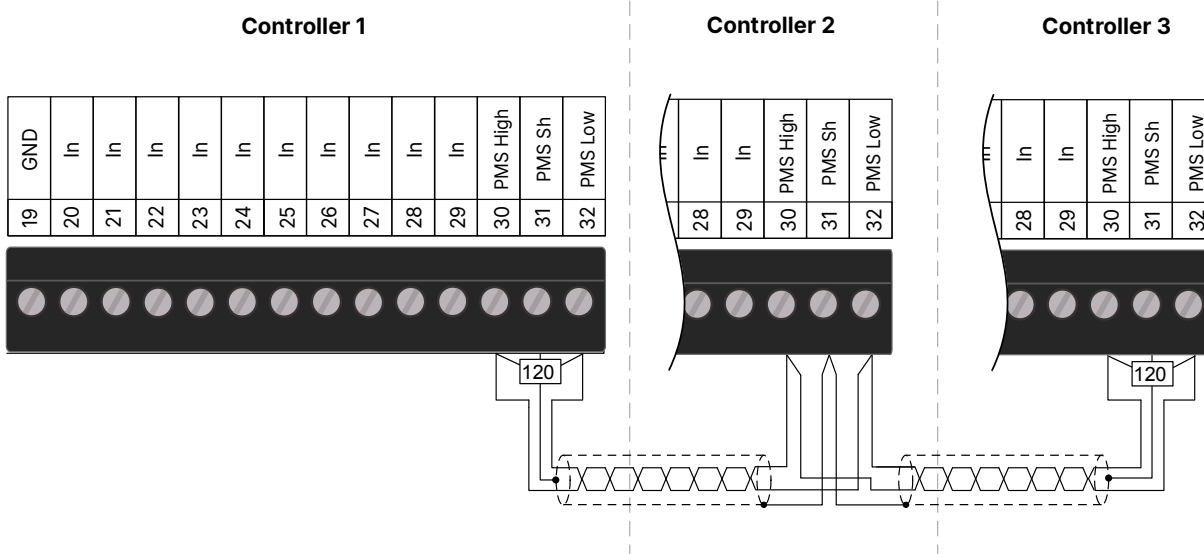 Controller 1
Controller 2
Controller 3
GND In In In In In In In In In In PMS High PMS Sh PMS Low
19 20 21 22 23 24 25 26 27 28 29 30 31 32
In In PMS High PMS Sh PMS Low
28 29 30 31 32
In In PMS High PMS Sh PMS Low
28 29 30 31 32
120
120